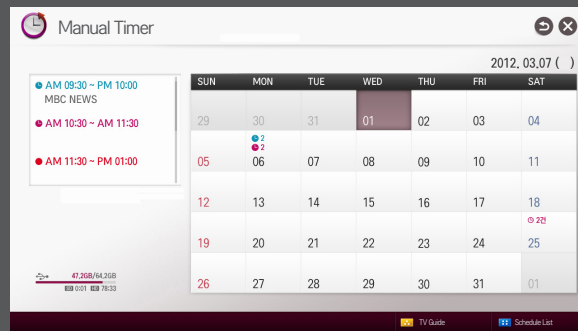 Manual Timer
2012. 03.07 ( )
AM 09:30 ~ PM 10:00
MBC NEWS
AM 10:30 ~ AM 11:30
AM 11:30 ~ PM 01:00
47.2GB/64.2GB
SD 0:01 HD 78:33
SUN MON TUE WED THU FRI SAT
29 30 31 01 02 03 04
2
2
05 06 07 08 09 10 11
12 13 14 15 16 17 18
2건
19 20 21 22 23 24 25
26 27 28 29 30 31 01
TV Guide Schedule List